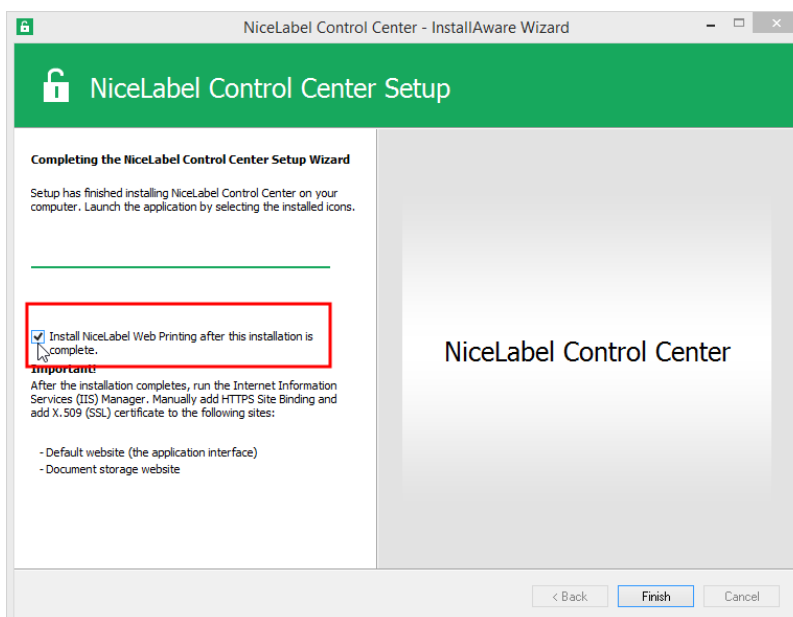 NiceLabel Control Center - InstallAware Wizard
NiceLabel Control Center Setup
Completing the NiceLabel Control Center Setup Wizard
Setup has finished installing NiceLabel Control Center on your
computer. Launch the application by selecting the installed icons.
Install NiceLabel Web Printing after this installation is
complete.
Important!
After the installation completes, run the Internet Information
Services (IIS) Manager. Manually add HTTPS Site Binding and
add X.509 (SSL) certificate to the following sites:
- Default website (the application interface)
- Document storage website
NiceLabel Control Center
< Back
Finish
Cancel